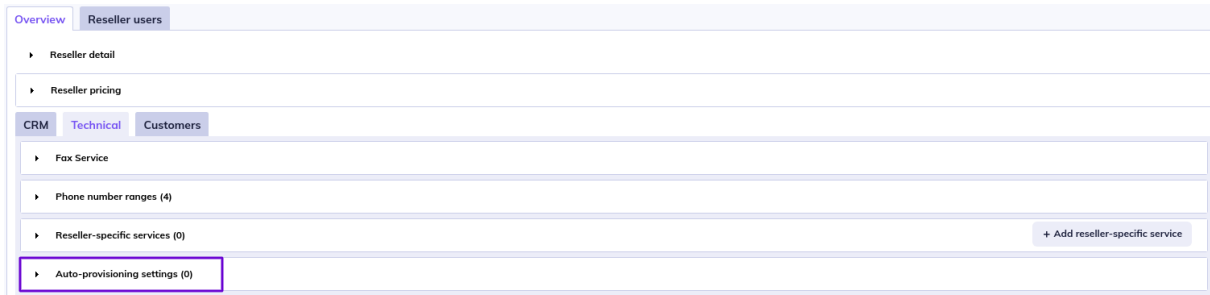 Overview Reseller users
Reseller detail
Reseller pricing
CRM Technical Customers
Fax Service
Phone number ranges (4)
Reseller-specific services (0) + Add reseller-specific service
Auto-provisioning settings (0)